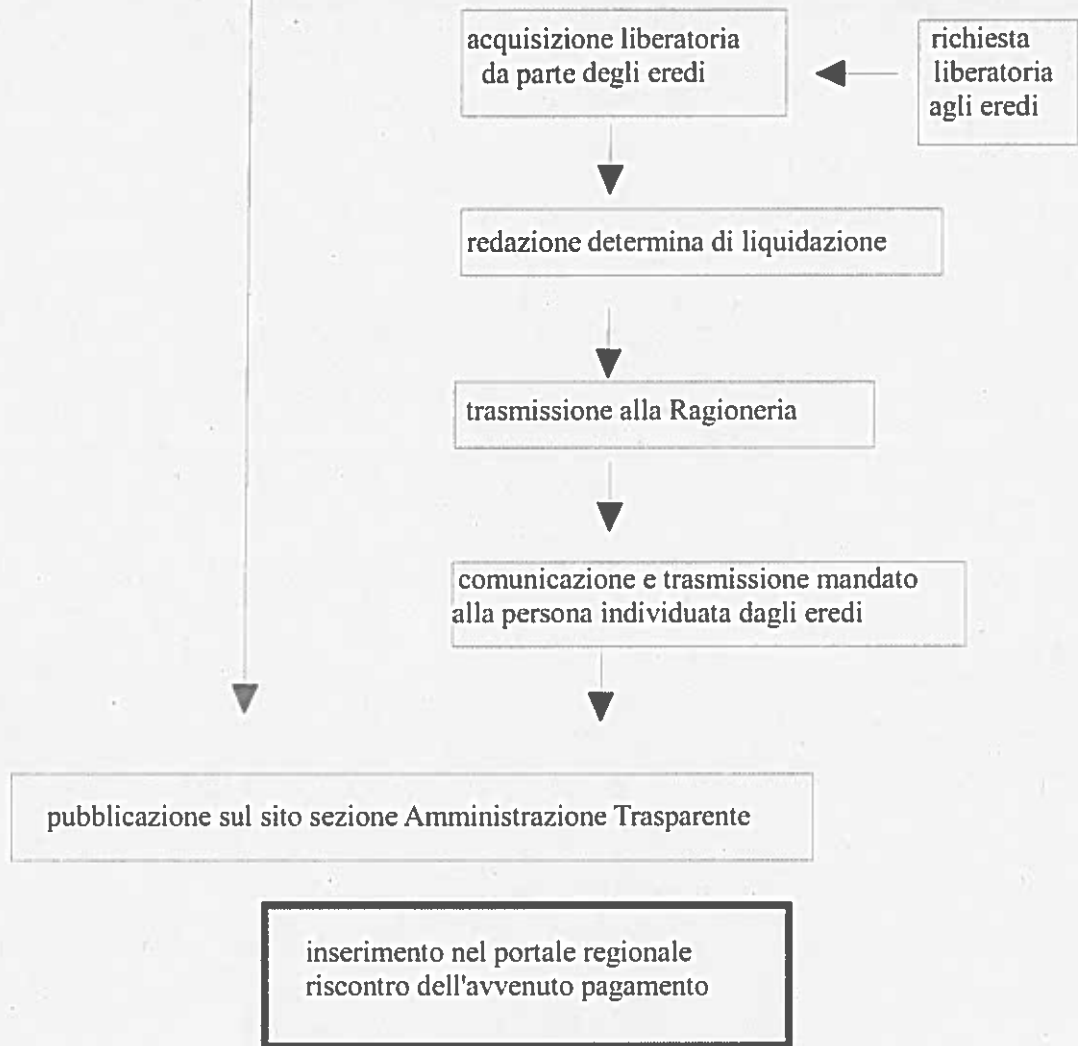 acquisizione liberatoria
da parte degli eredi
richiesta
liberatoria
agli eredi
redazione determina di liquidazione
trasmissione alla Ragioneria
comunicazione e trasmissione mandato
alla persona individuata dagli eredi
pubblicazione sul sito sezione Amministrazione Trasparente
inserimento nel portale regionale
riscontro dell'avvenuto pagamento